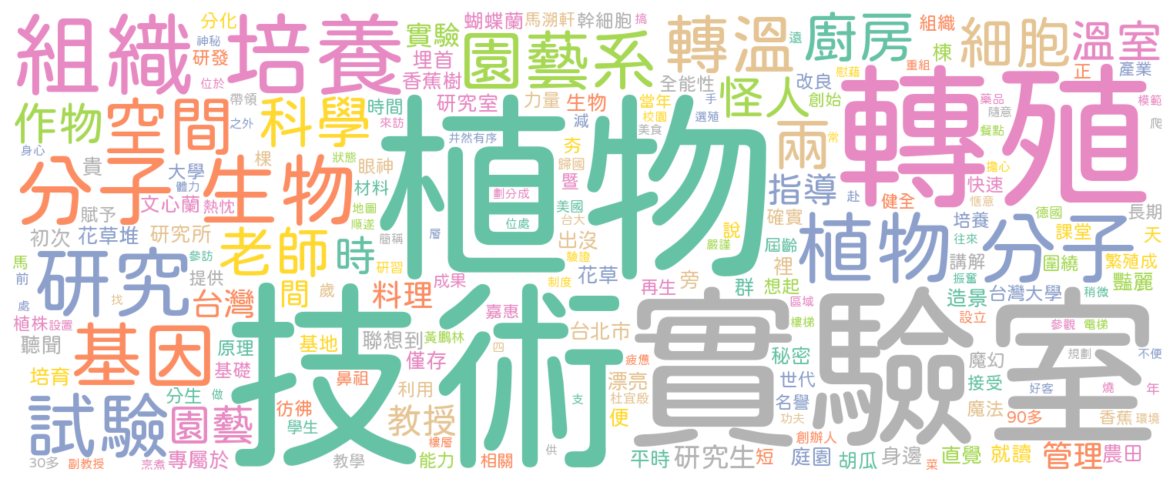 組織培養
分化
神秘
研發
位於
實驗
埋首
香蕉樹
蝴蝶蘭
馬溯軒
幹細胞
搞
園藝系
轉溫
遠
廚房
組織
棟
細胞
溫室
正
產業
重組
作物
空間
帶領
之外
科學
時間
來訪
研究室
力量
生物
減
全能性
當年
校園
美食
慰藉
手
選殖
怪人
改良
創始
藥品
隨意
餐點
模範
爬
轉殖
身心
分子生物
大學
體力
棵
狀態
眼神
材料
地圖
順遂
井然有序
植物
劃分成
位處
夯
歸國
暨
美國
台大
兩
常
指導
赴
健全
擔心
快速
愜意
貴
賦予
文心蘭
熱忱
初次
花草堆
研究所
老師
時
簡稱
層
研習
出沒
驗證
花草
說
嚴謹
確實
屆齡
裡
植物分子
培養
往來
德國
課堂
長期
天
馬
前
處
研究
參訪
提供
台灣
間
歲
料理
成果
制度
再生
旁
群
想起
講解
振奮
圍繞
繁殖成
艷麗
植株
設置
聽聞
找
基因
原理
基地
聯想到
黃鵬林
僅存
嘉惠
四
技術
台北市
實驗室
區域
樓梯
造景
設立
台灣大學
稍微
參觀
電梯
培育
基礎
鼻祖
利用
疲憊
漂亮
杜宜殷
秘密
世代
名譽
功夫
魔幻
接受
魔法
規劃
好客
燒
不便
年
試驗
分生
做
園藝
彷彿
學生
教授
樓層
支
便
創辦人
90多
香蕉
環境
30多
副教授
烹煮
專屬於
教學
能力
相關
供
平時
研究生
短
庭園
胡瓜
身邊
菜
直覺
就讀
管理
農田